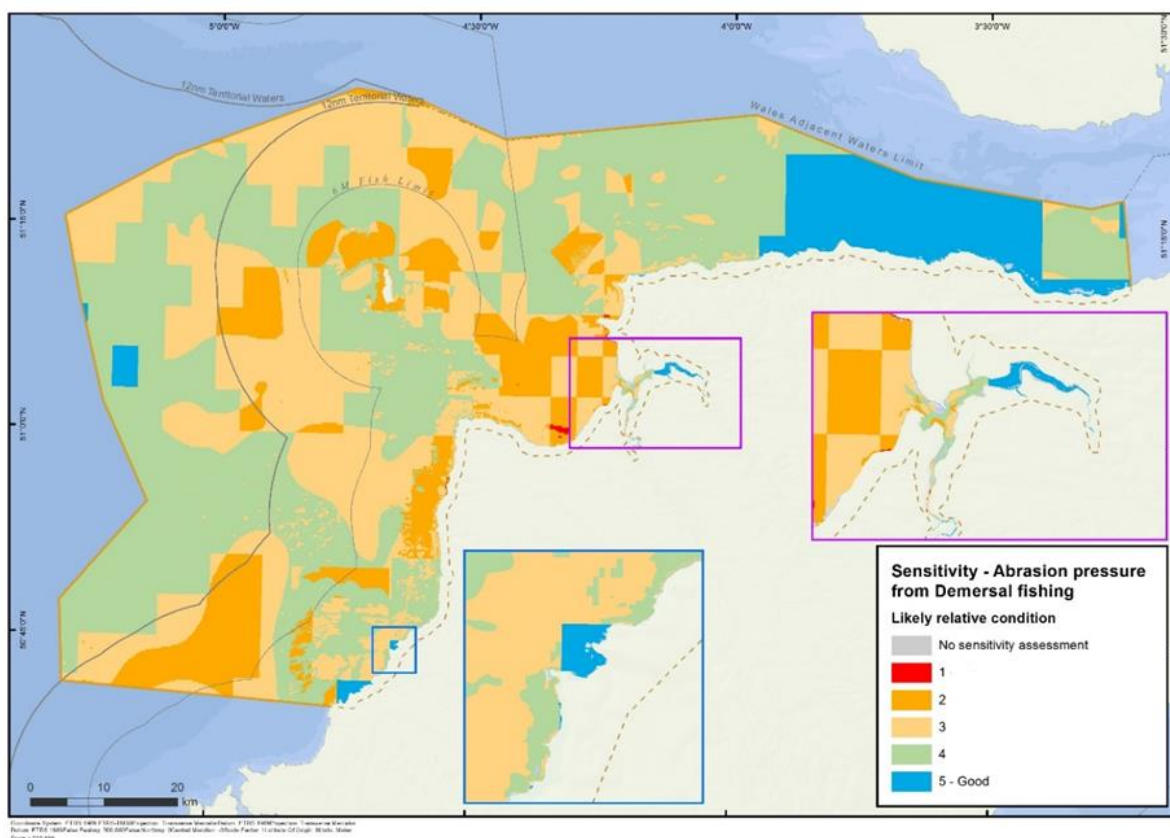 5°0'0"W
4°30'0"W
4°0'0"W
3°30'0"W
51°30'0"N
12nm Territorial Waters
12nm Territorial Waters
Wales Adjacent Waters Limit
6M Fish Limit
51°15'0"N
51°15'0"N
51°0'0"N
50°45'0"N
Sensitivity - Abrasion pressure
from Demersal fishing
Likely relative condition
No sensitivity assessment
1
2
3
4
5 - Good
0 10 20
km